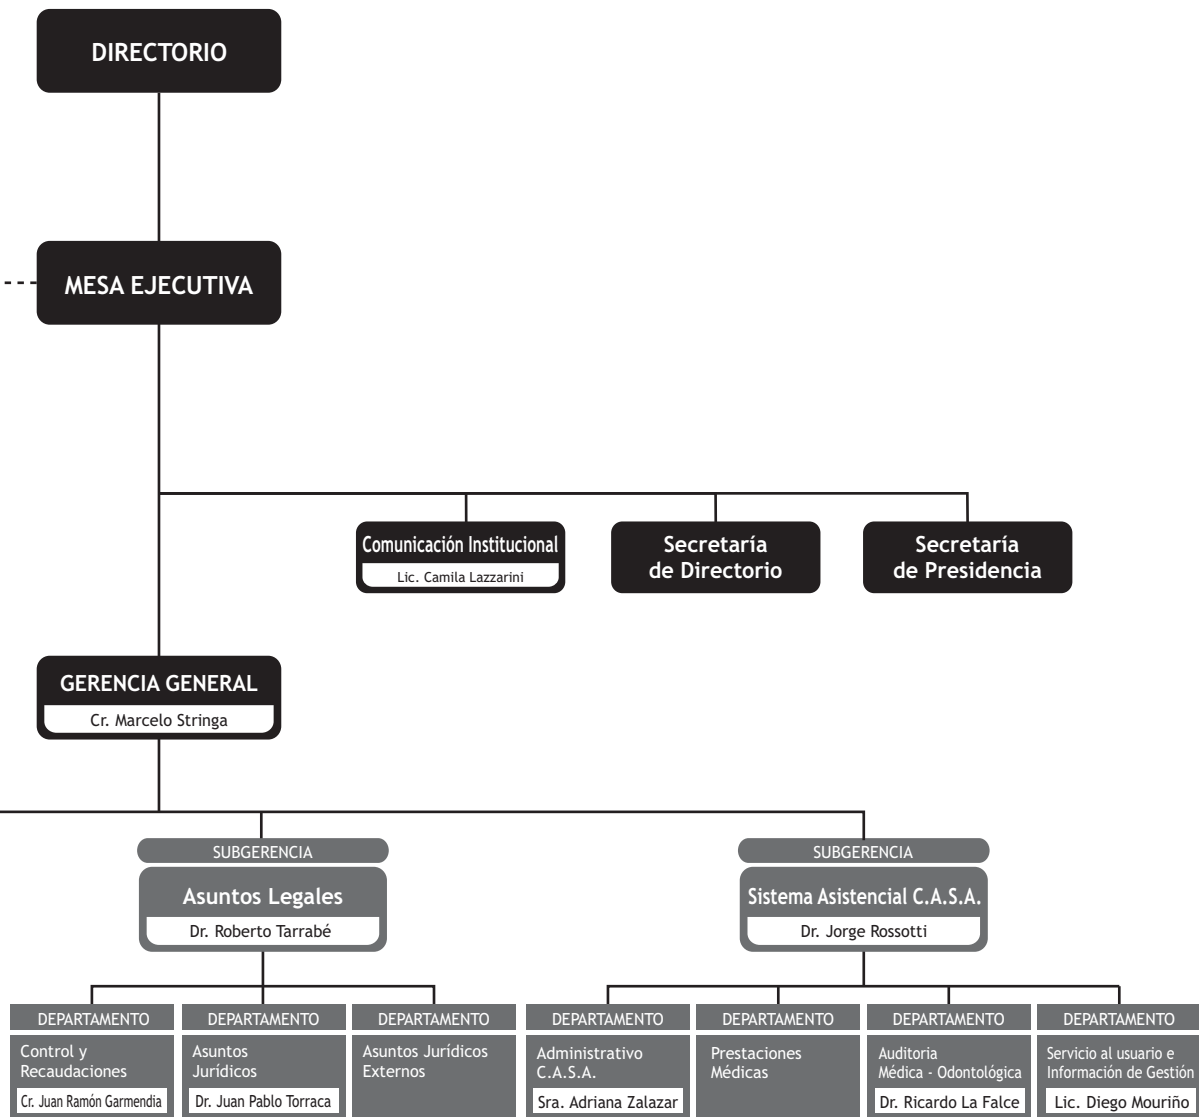 DIRECTORIO
MESA EJECUTIVA
Comunicación Institucional
Lic. Camila Lazzarini
Secretaría
de Directorio
Secretaría
de Presidencia
GERENCIA GENERAL
Cr. Marcelo Stringa
SUBGERENCIA
Asuntos Legales
Dr. Roberto Tarrabé
SUBGERENCIA
Sistema Asistencial C.A.S.A.
Dr. Jorge Rossotti
DEPARTAMENTO
Control y
Recaudaciones
Cr. Juan Ramón Garmendia
DEPARTAMENTO
Asuntos
Jurídicos
Dr. Juan Pablo Torraca
DEPARTAMENTO
Asuntos Jurídicos
Externos
DEPARTAMENTO
Administrativo
C.A.S.A.
Sra. Adriana Zalazar
DEPARTAMENTO
Prestaciones
Médicas
DEPARTAMENTO
Auditoria
Médica - Odontológica
Dr. Ricardo La Falce
DEPARTAMENTO
Servicio al usuario e
Información de Gestión
Lic. Diego Mouriño